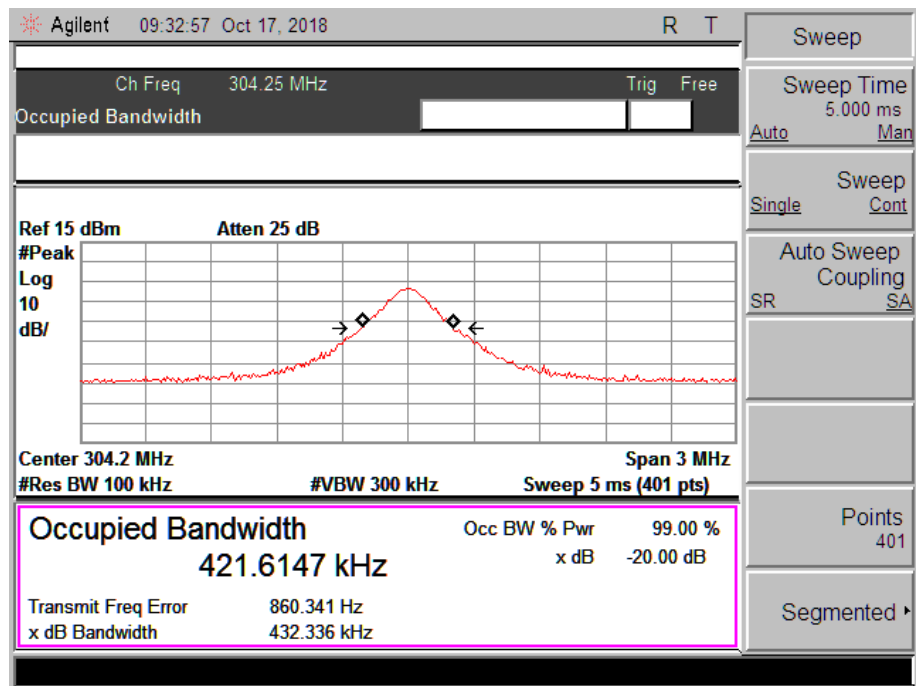 Agilent 09:32:57 Oct 17, 2018 R T
Sweep
Ch Freq 304.25 MHz Trig Free
Occupied Bandwidth
Sweep Time
5.000 ms
Auto Man
Sweep
Single Cont
Auto Sweep
Coupling
SR SA
Ref 15 dBm Atten 25 dB
#Peak
Log
10
dB/
Center 304.2 MHz Span 3 MHz
#Res BW 100 kHz #VBW 300 kHz Sweep 5 ms (401 pts)
Points
401
Segmented
Occupied Bandwidth Occ BW % Pwr 99.00 %
421.6147 kHz x dB -20.00 dB
Transmit Freq Error 860.341 Hz
x dB Bandwidth 432.336 kHz